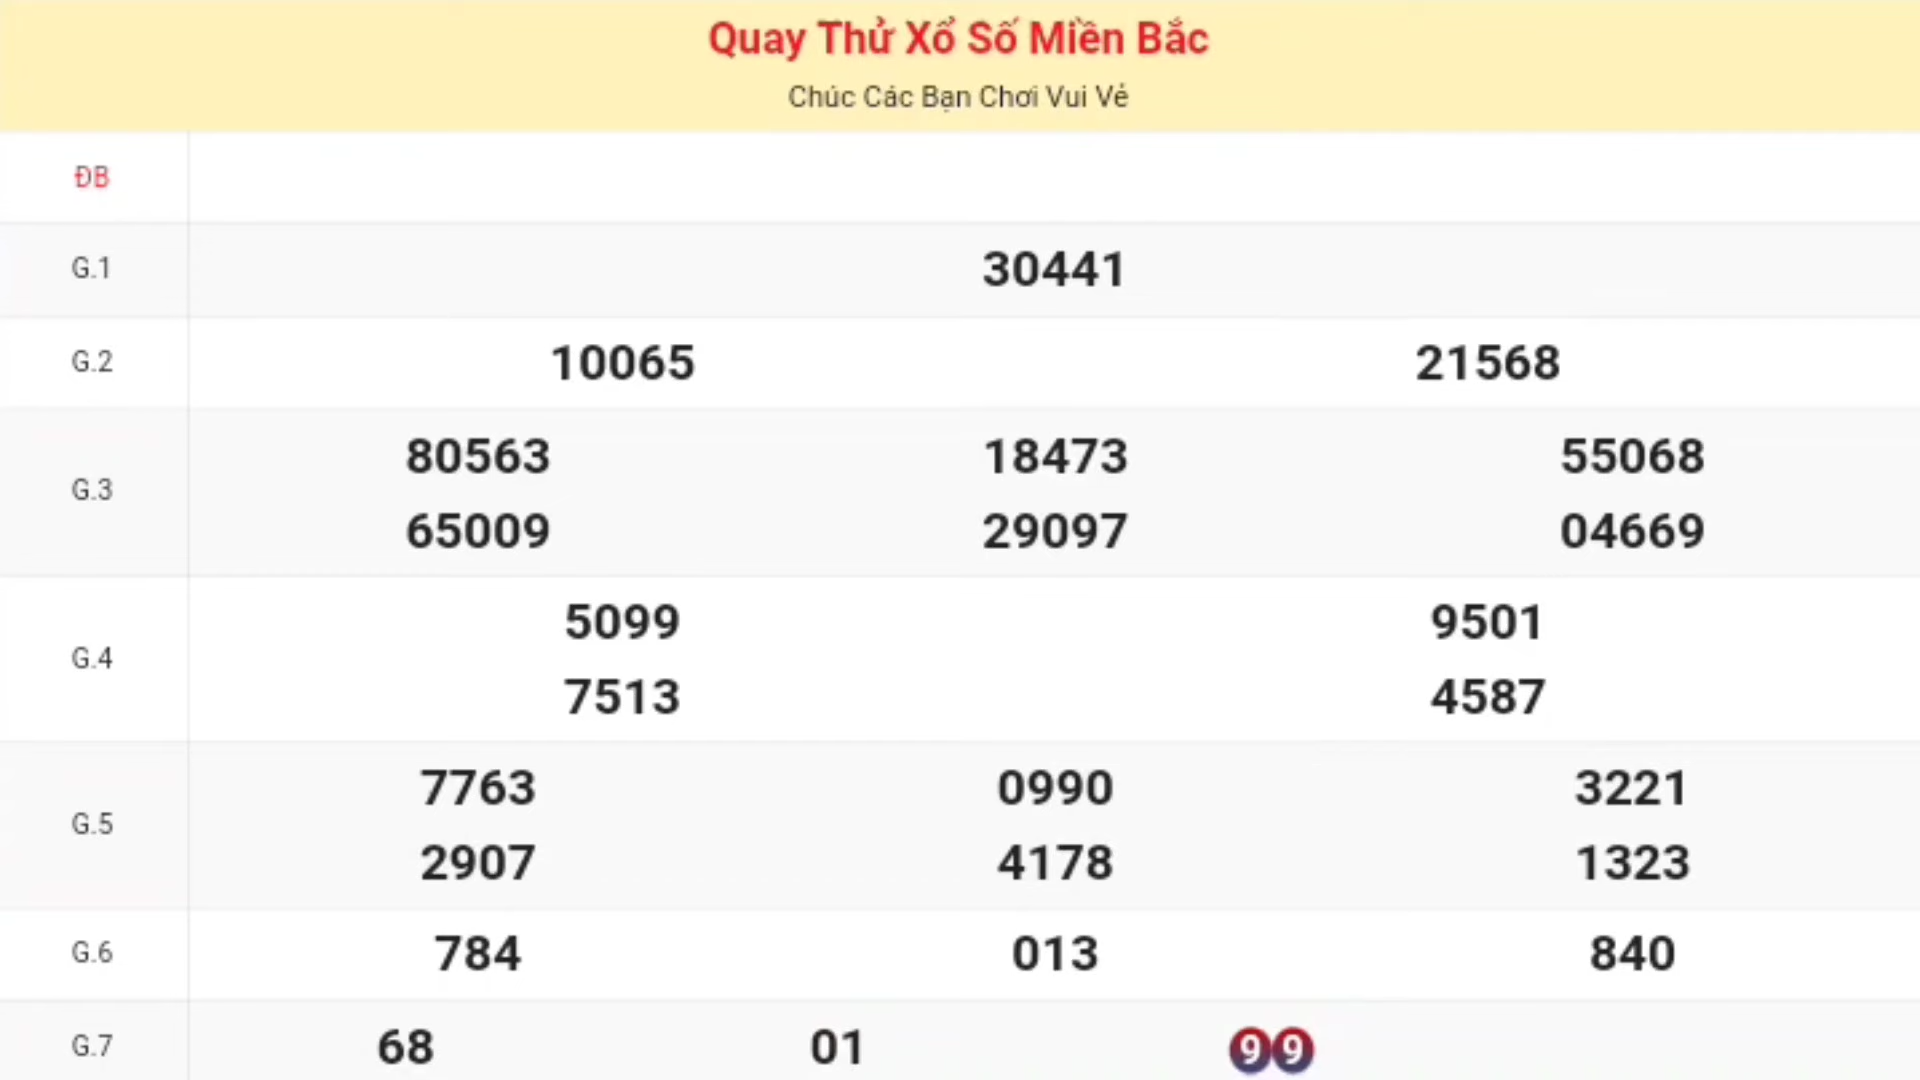 Quay Thử Xổ Số Miền Bắc
Chúc Các Bạn Chơi Vui Vẻ
ĐB
G.1 30441
G.2 10065 21568
G.3 80563 18473 55068
65009 29097 04669
G.4 5099 9501
7513 4587
G.5 7763 0990 3221
2907 4178 1323
G.6 784 013 840
G.7 68 01 99